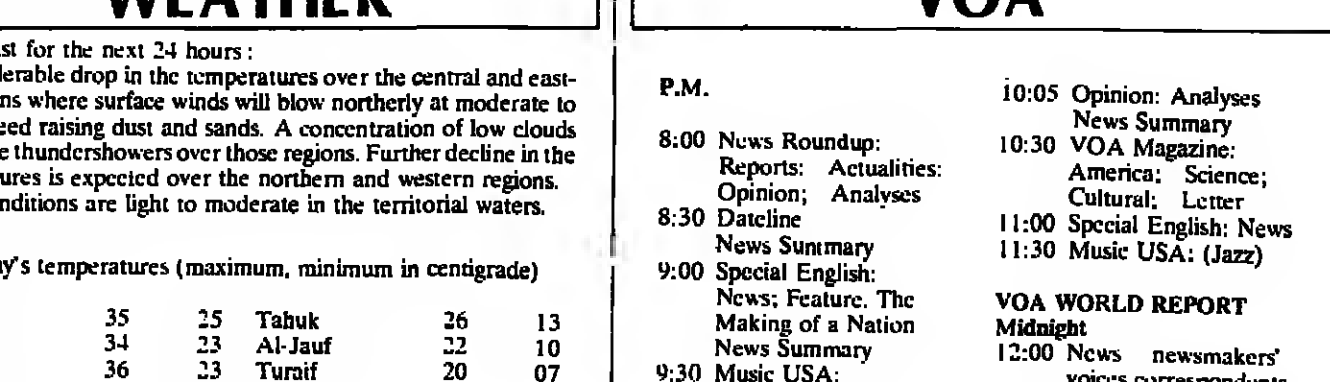 WEATHER
st for the next 24 hours :
lerable drop in the temperatures over the central and east-
ns where surface winds will blow northerly at moderate to
eed raising dust and sands. A concentration of low clouds
e thundershowers over those regions. Further decline in the
ures is expected over the northern and western regions.
nditions are light to moderate in the territorial waters.
y's temperatures (maximum, minimum in centigrade)
35 25 Tabuk 26 13
34 23 Al-Jauf 22 10
36 23 Turaif 20 07
VOA
P.M.
8:00 News Roundup:
Reports: Actualities:
Opinion; Analyses
8:30 Dateline
News Summary
9:00 Special English:
News; Feature. The
Making of a Nation
News Summary
9:30 Music USA:
10:05 Opinion: Analyses
News Summary
10:30 VOA Magazine:
America; Science;
Cultural; Letter
11:00 Special English: News
11:30 Music USA: (Jazz)
VOA WORLD REPORT
Midnight
12:00 News newsmakers'
voices correspondents